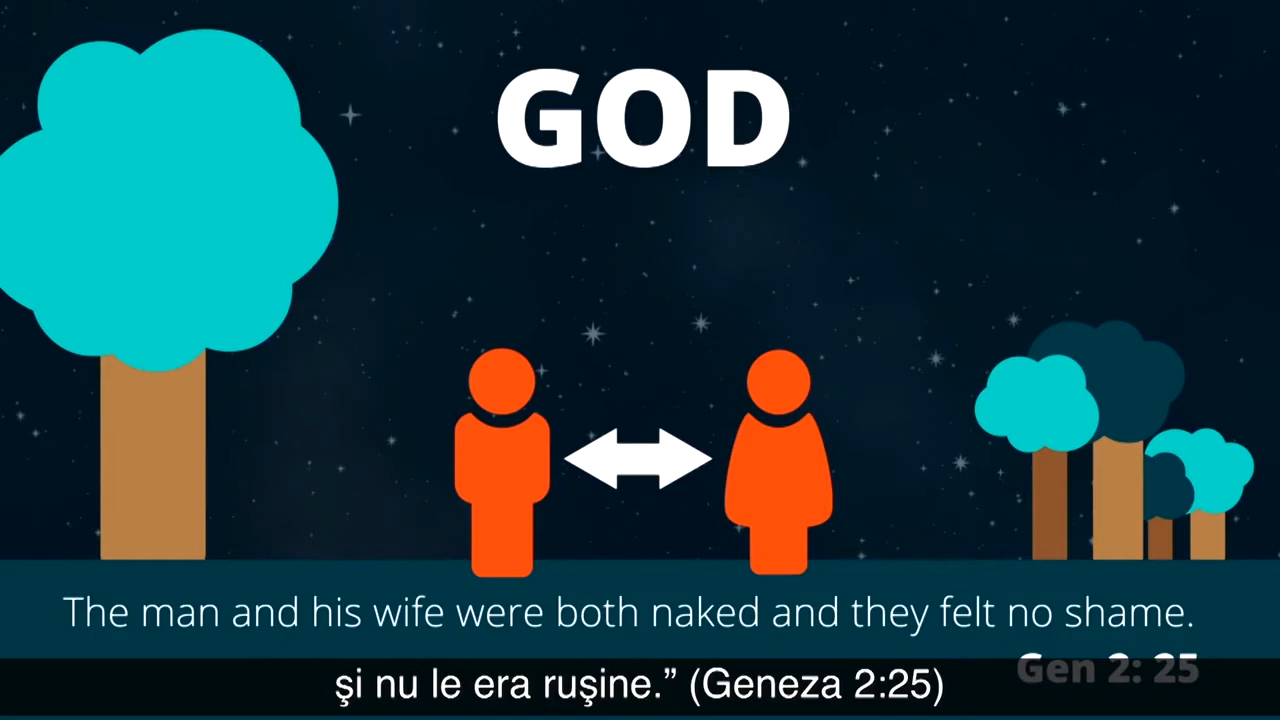 GOD
The man and his wife were both naked and they felt no shame.
Gen 2: 25
şi nu le era ruşine.” (Geneza 2:25)